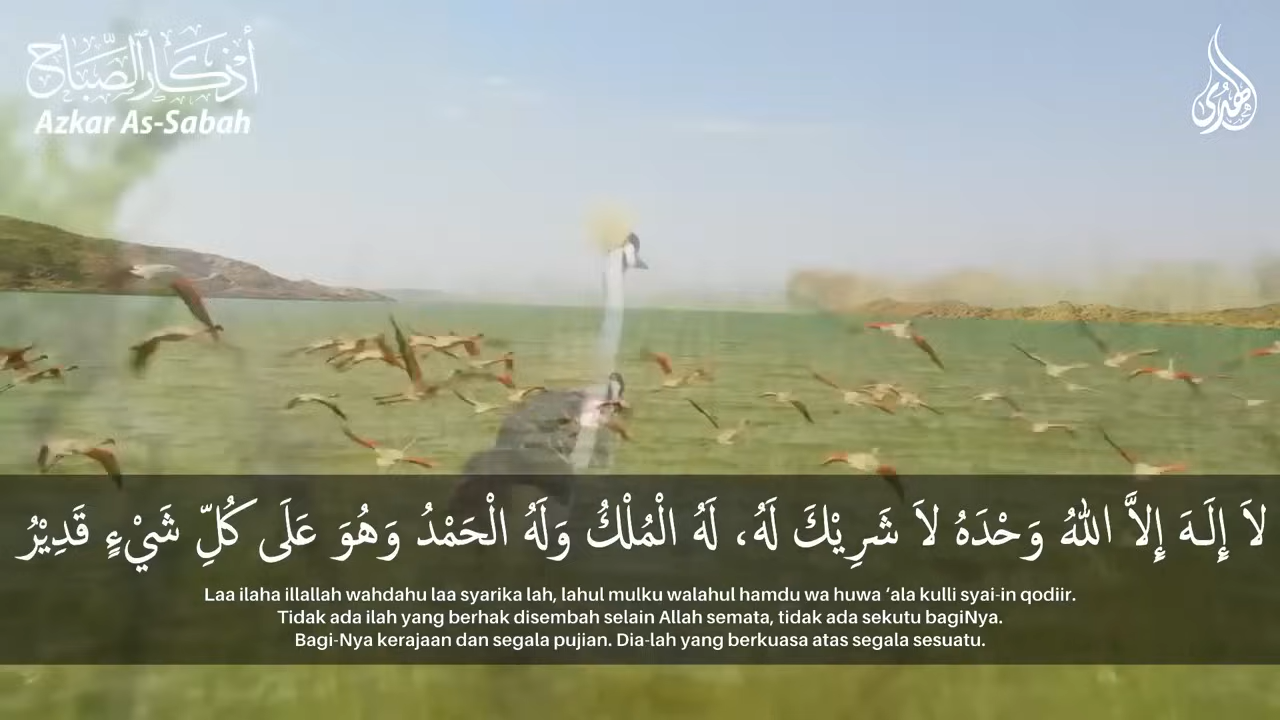 أذكار الصباح
Azkar As-Sabah
الهدى
لاَ إِلَـهَ إِلاَّ اللهُ وَحْدَهُ لاَ شَرِيْكَ لَهُ، لَهُ الْمُلْكُ وَلَهُ الْحَمْدُ وَهُوَ عَلَى كُلِّ شَيْءٍ قَدِيْرُ
Laa ilaha illallah wahdahu laa syarika lah, lahul mulku walahul hamdu wa huwa ‘ala kulli syai-in qodiir.
Tidak ada ilah yang berhak disembah selain Allah semata, tidak ada sekutu bagiNya.
Bagi-Nya kerajaan dan segala pujian. Dia-lah yang berkuasa atas segala sesuatu.